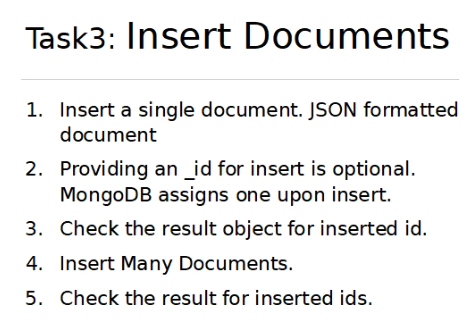 Task3: Insert Documents
1. Insert a single document. JSON formatted
document
2. Providing an _id for insert is optional.
MongoDB assigns one upon insert.
3. Check the result object for inserted id.
4. Insert Many Documents.
5. Check the result for inserted ids.